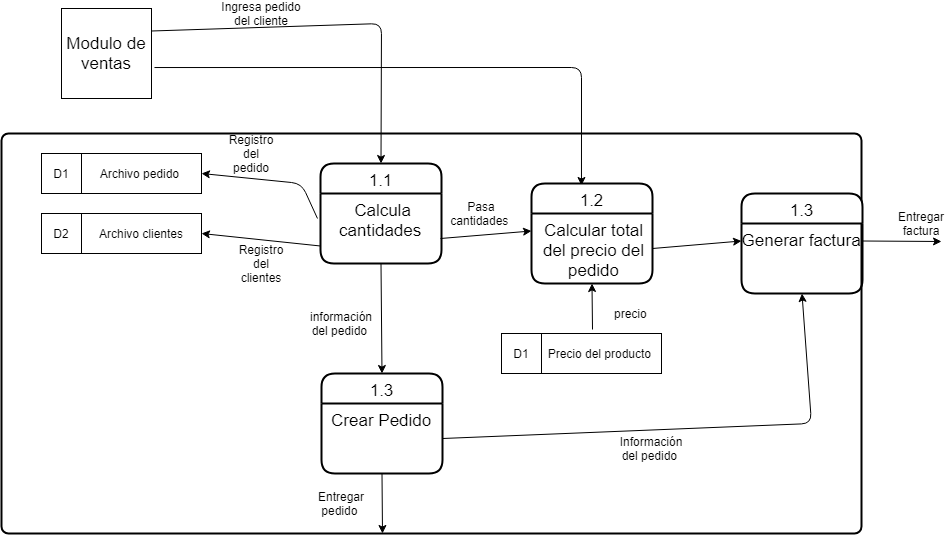 Ingresa pedido
del cliente
Modulo de
ventas
Registro
del
pedido
D1
Archivo pedido
D2
Archivo clientes
Registro
del
clientes
1.1
Calcula
cantidades
Pasa
cantidades
1.2
Calcular total
del precio del
pedido
1.3
Generar factura
Entregar
factura
información
del pedido
precio
D1
Precio del producto
1.3
Crear Pedido
Información
del pedido
Entregar
pedido